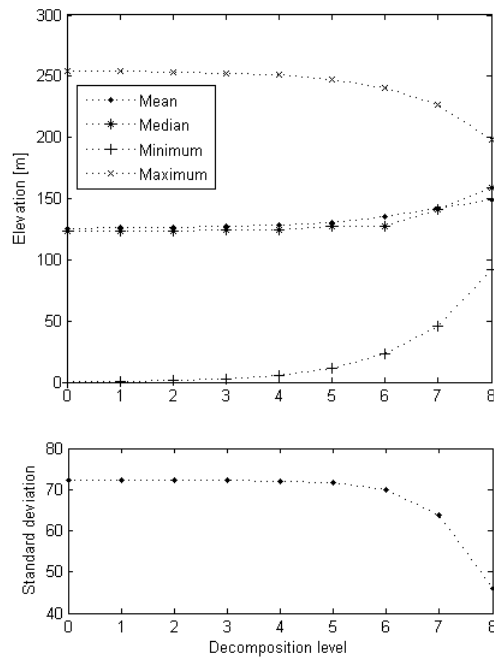 300
250
200
150
100
50
0
Elevation [m]
Mean
Median
Minimum
Maximum
0 1 2 3 4 5 6 7 8
80
70
60
50
40
Standard deviation
0 1 2 3 4 5 6 7 8
Decomposition level